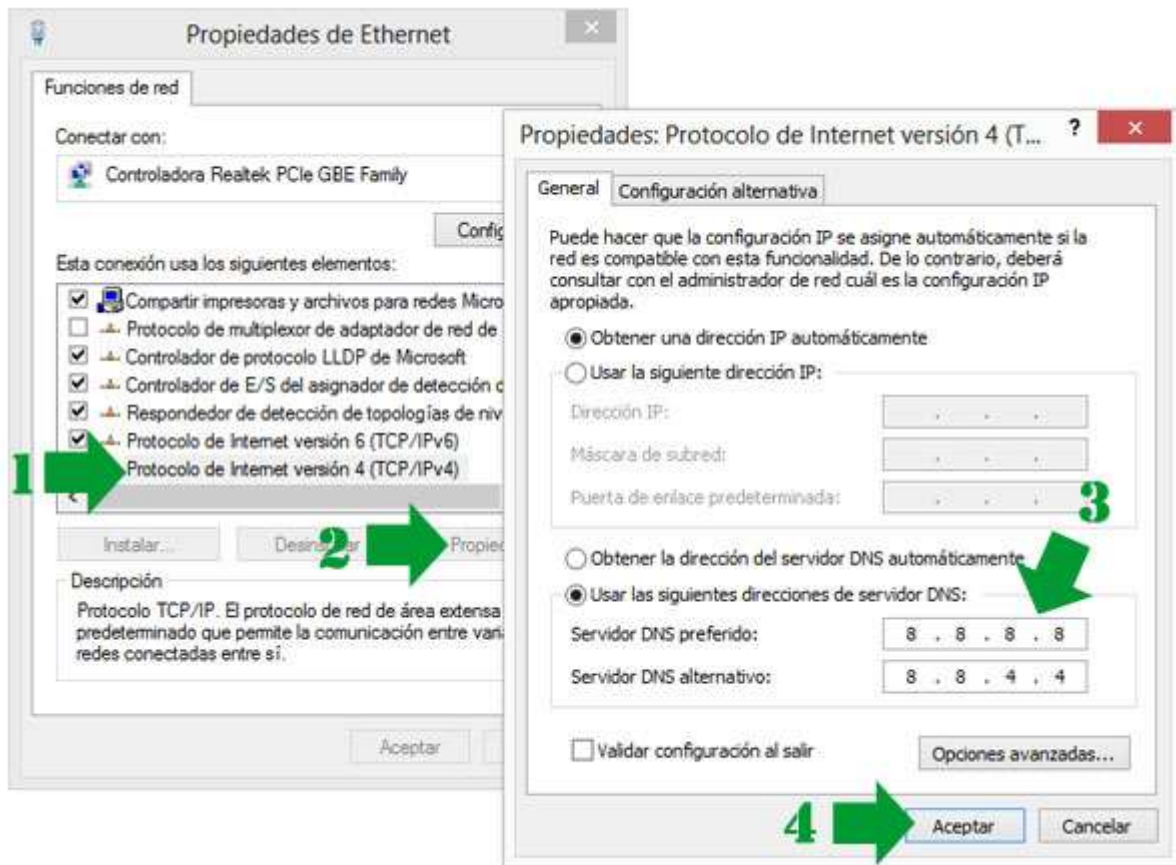 Propiedades de Ethernet
Funciones de red
Conectar con:
Controladora Realtek PCIe GBE Family
Config
Esta conexión usa los siguientes elementos:
Compartir impresoras y archivos para redes Micro
Protocolo de multiplexor de adaptador de red de
Controlador de protocolo LLDP de Microsoft
Controlador de E/S del asignador de detección d
Respondedor de detección de topologías de niv
Protocolo de Internet versión 6 (TCP/IPv6)
1
Protocolo de Internet versión 4 (TCP/IPv4)
Instalar...
2
Propied
Descripción
Protocolo TCP/IP. El protocolo de red de área extensa
predeterminado que permite la comunicación entre varia
redes conectadas entre sí.
Aceptar
Propiedades: Protocolo de Internet versión 4 (T... ?
General
Configuración alternativa
Puede hacer que la configuración IP se asigne automáticamente si la
red es compatible con esta funcionalidad. De lo contrario, deberá
consultar con el administrador de red cuál es la configuración IP
apropiada.
Obtener una dirección IP automáticamente
Usar la siguiente dirección IP:
Dirección IP:
Máscara de subred:
Puerta de enlace predeterminada:
3
Obtener la dirección del servidor DNS automáticamente
Usar las siguientes direcciones de servidor DNS:
Servidor DNS preferido: 8 . 8 . 8 . 8
Servidor DNS alternativo: 8 . 8 . 4 . 4
Validar configuración al salir
Opciones avanzadas...
4
Aceptar
Cancelar